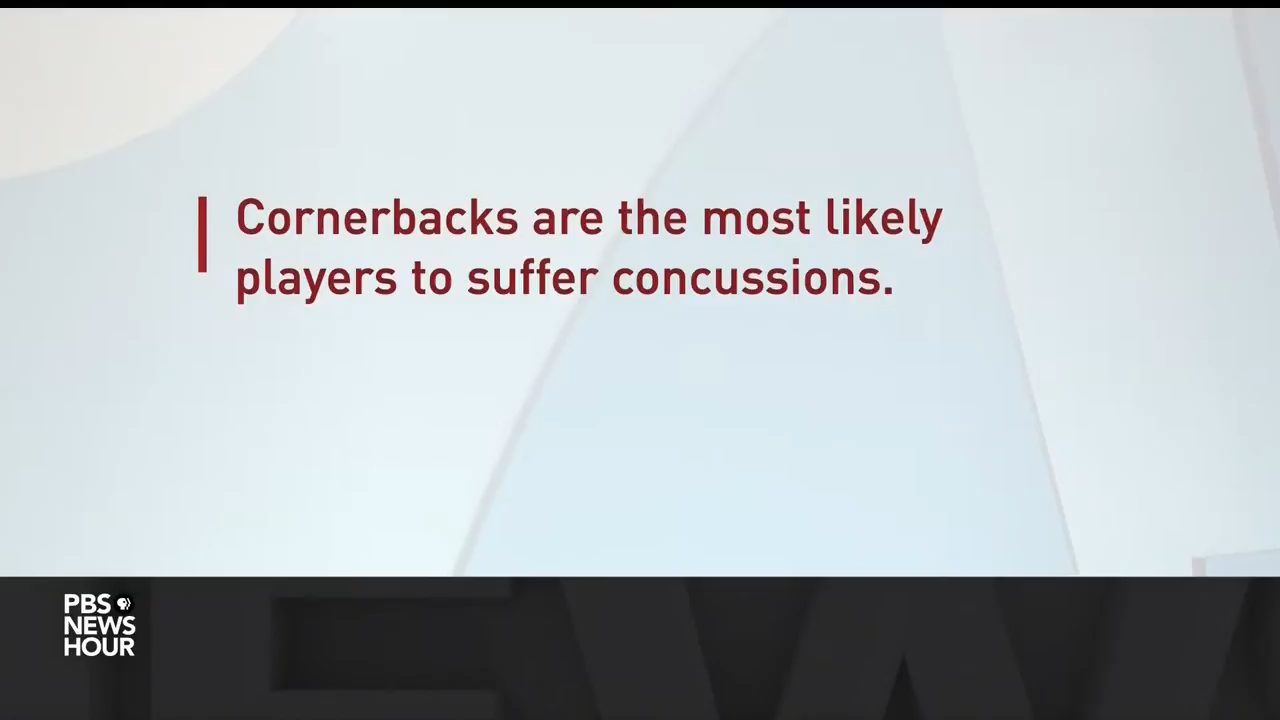 Cornerbacks are the most likely
players to suffer concussions.
PBS
NEWS
HOUR